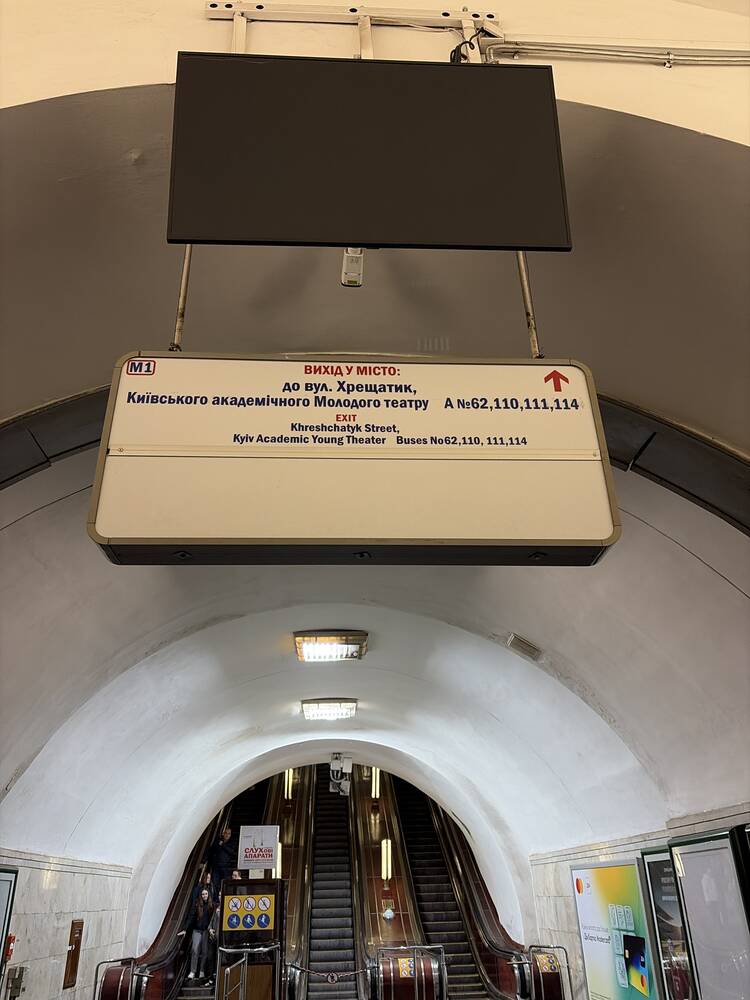 M1
ВИХІД У МІСТО:
до вул. Хрещатик,
Київського академічного Молодого театру А №62,110,111,114
EXIT
Khreshchatyk Street,
Kyiv Academic Young Theater Buses No62,110, 111,114
СЛУХОВІ
АПАРАТИ